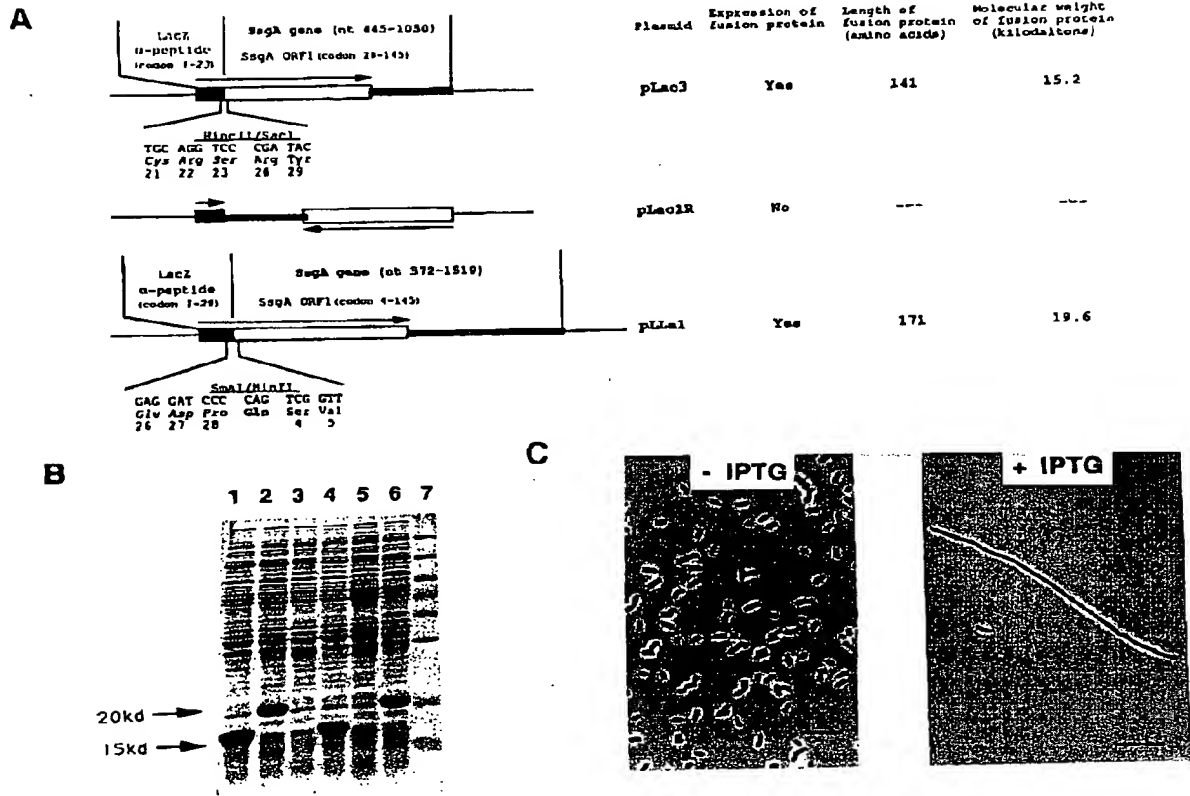 A
LacZ
α-peptide
(codon 1-23)
SsgA gene (nt 445-1050)
SsgA ORF1 (codon 28-145)
HincII/SacI
TGC AGG TCC CGA TAC
Cys Arg Ser Arg Tyr
21 22 23 28 29
LacZ
α-peptide
(codon 1-28)
SsgA gene (nt 372-1519)
SsgA ORF1 (codon 4-145)
SmaI/HinfI
GAG GAT CCC CAG TCG GTT
Glu Asp Pro Gln Ser Val
26 27 28 4 5
Plasmid
Expression of fusion protein
Length of fusion protein (amino acids)
Molecular weight of fusion protein (kilodaltons)
pLac3 Yes 141 15.2
pLac1R No --- ---
pLLa1 Yes 171 19.6
B
1 2 3 4 5 6 7
20kd
15kd
C
- IPTG
+ IPTG